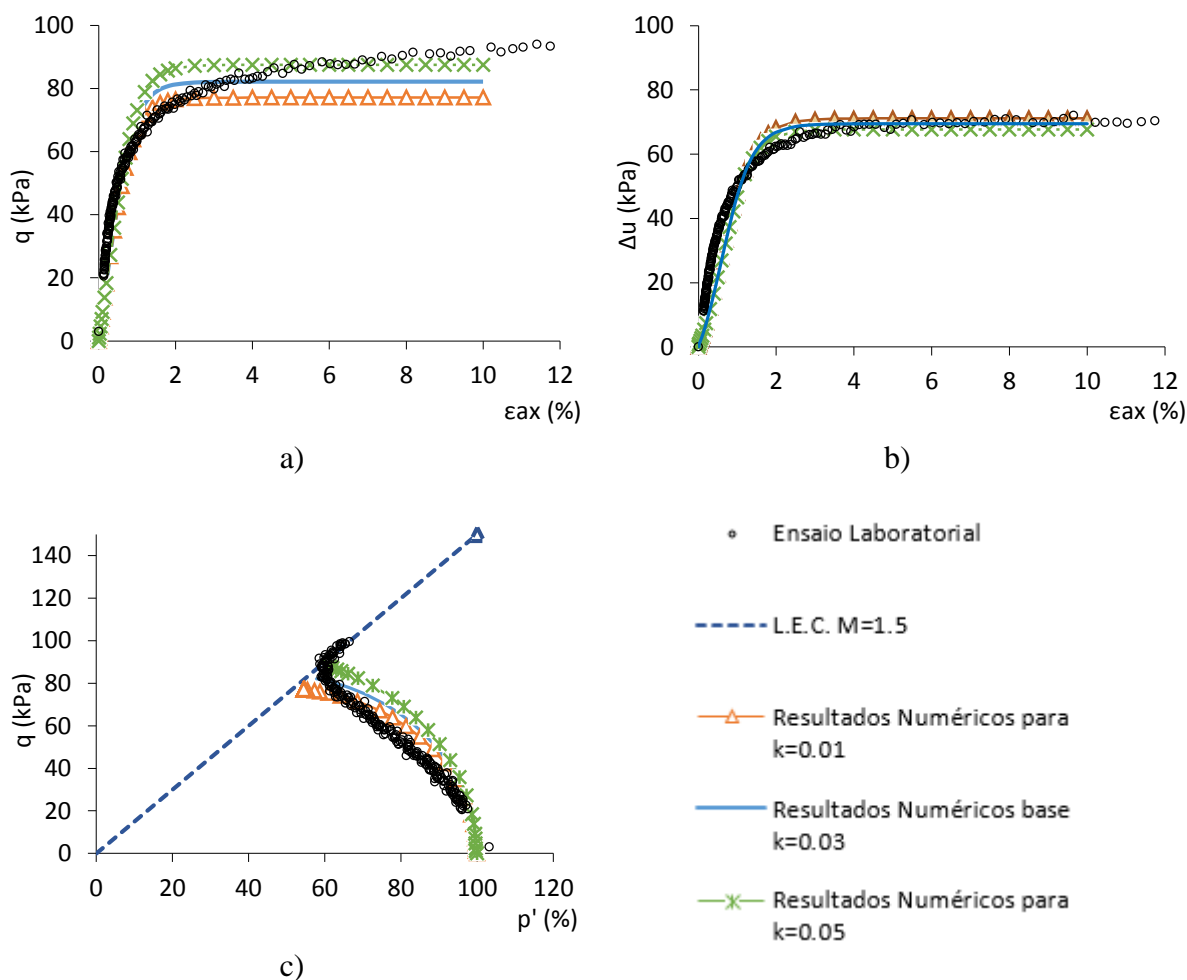 q (kPa)
100
80
60
40
20
0
0 2 4 6 8 10 12
εax (%)
a)
Δu (kPa)
100
80
60
40
20
0
0 2 4 6 8 10 12
εax (%)
b)
q (kPa)
140
120
100
80
60
40
20
0
0 20 40 60 80 100 120
p' (%)
c)
Ensaio Laboratorial
L.E.C. M=1.5
Resultados Numéricos para
k=0.01
Resultados Numéricos base
k=0.03
Resultados Numéricos para
k=0.05